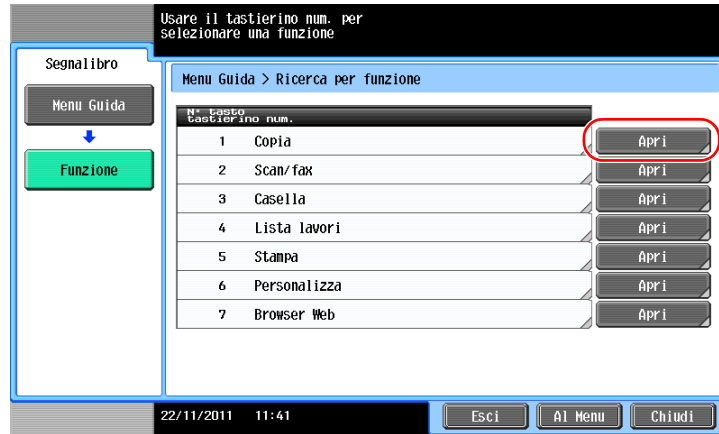 Usare il tastierino num. per
selezionare una funzione
Segnalibro
Menu Guida
Funzione
Menu Guida > Ricerca per funzione
N° tasto
tastierino num.
1 Copia Apri
2 Scan/fax Apri
3 Casella Apri
4 Lista lavori Apri
5 Stampa Apri
6 Personalizza Apri
7 Browser Web Apri
22/11/2011 11:41 Esci Al Menu Chiudi